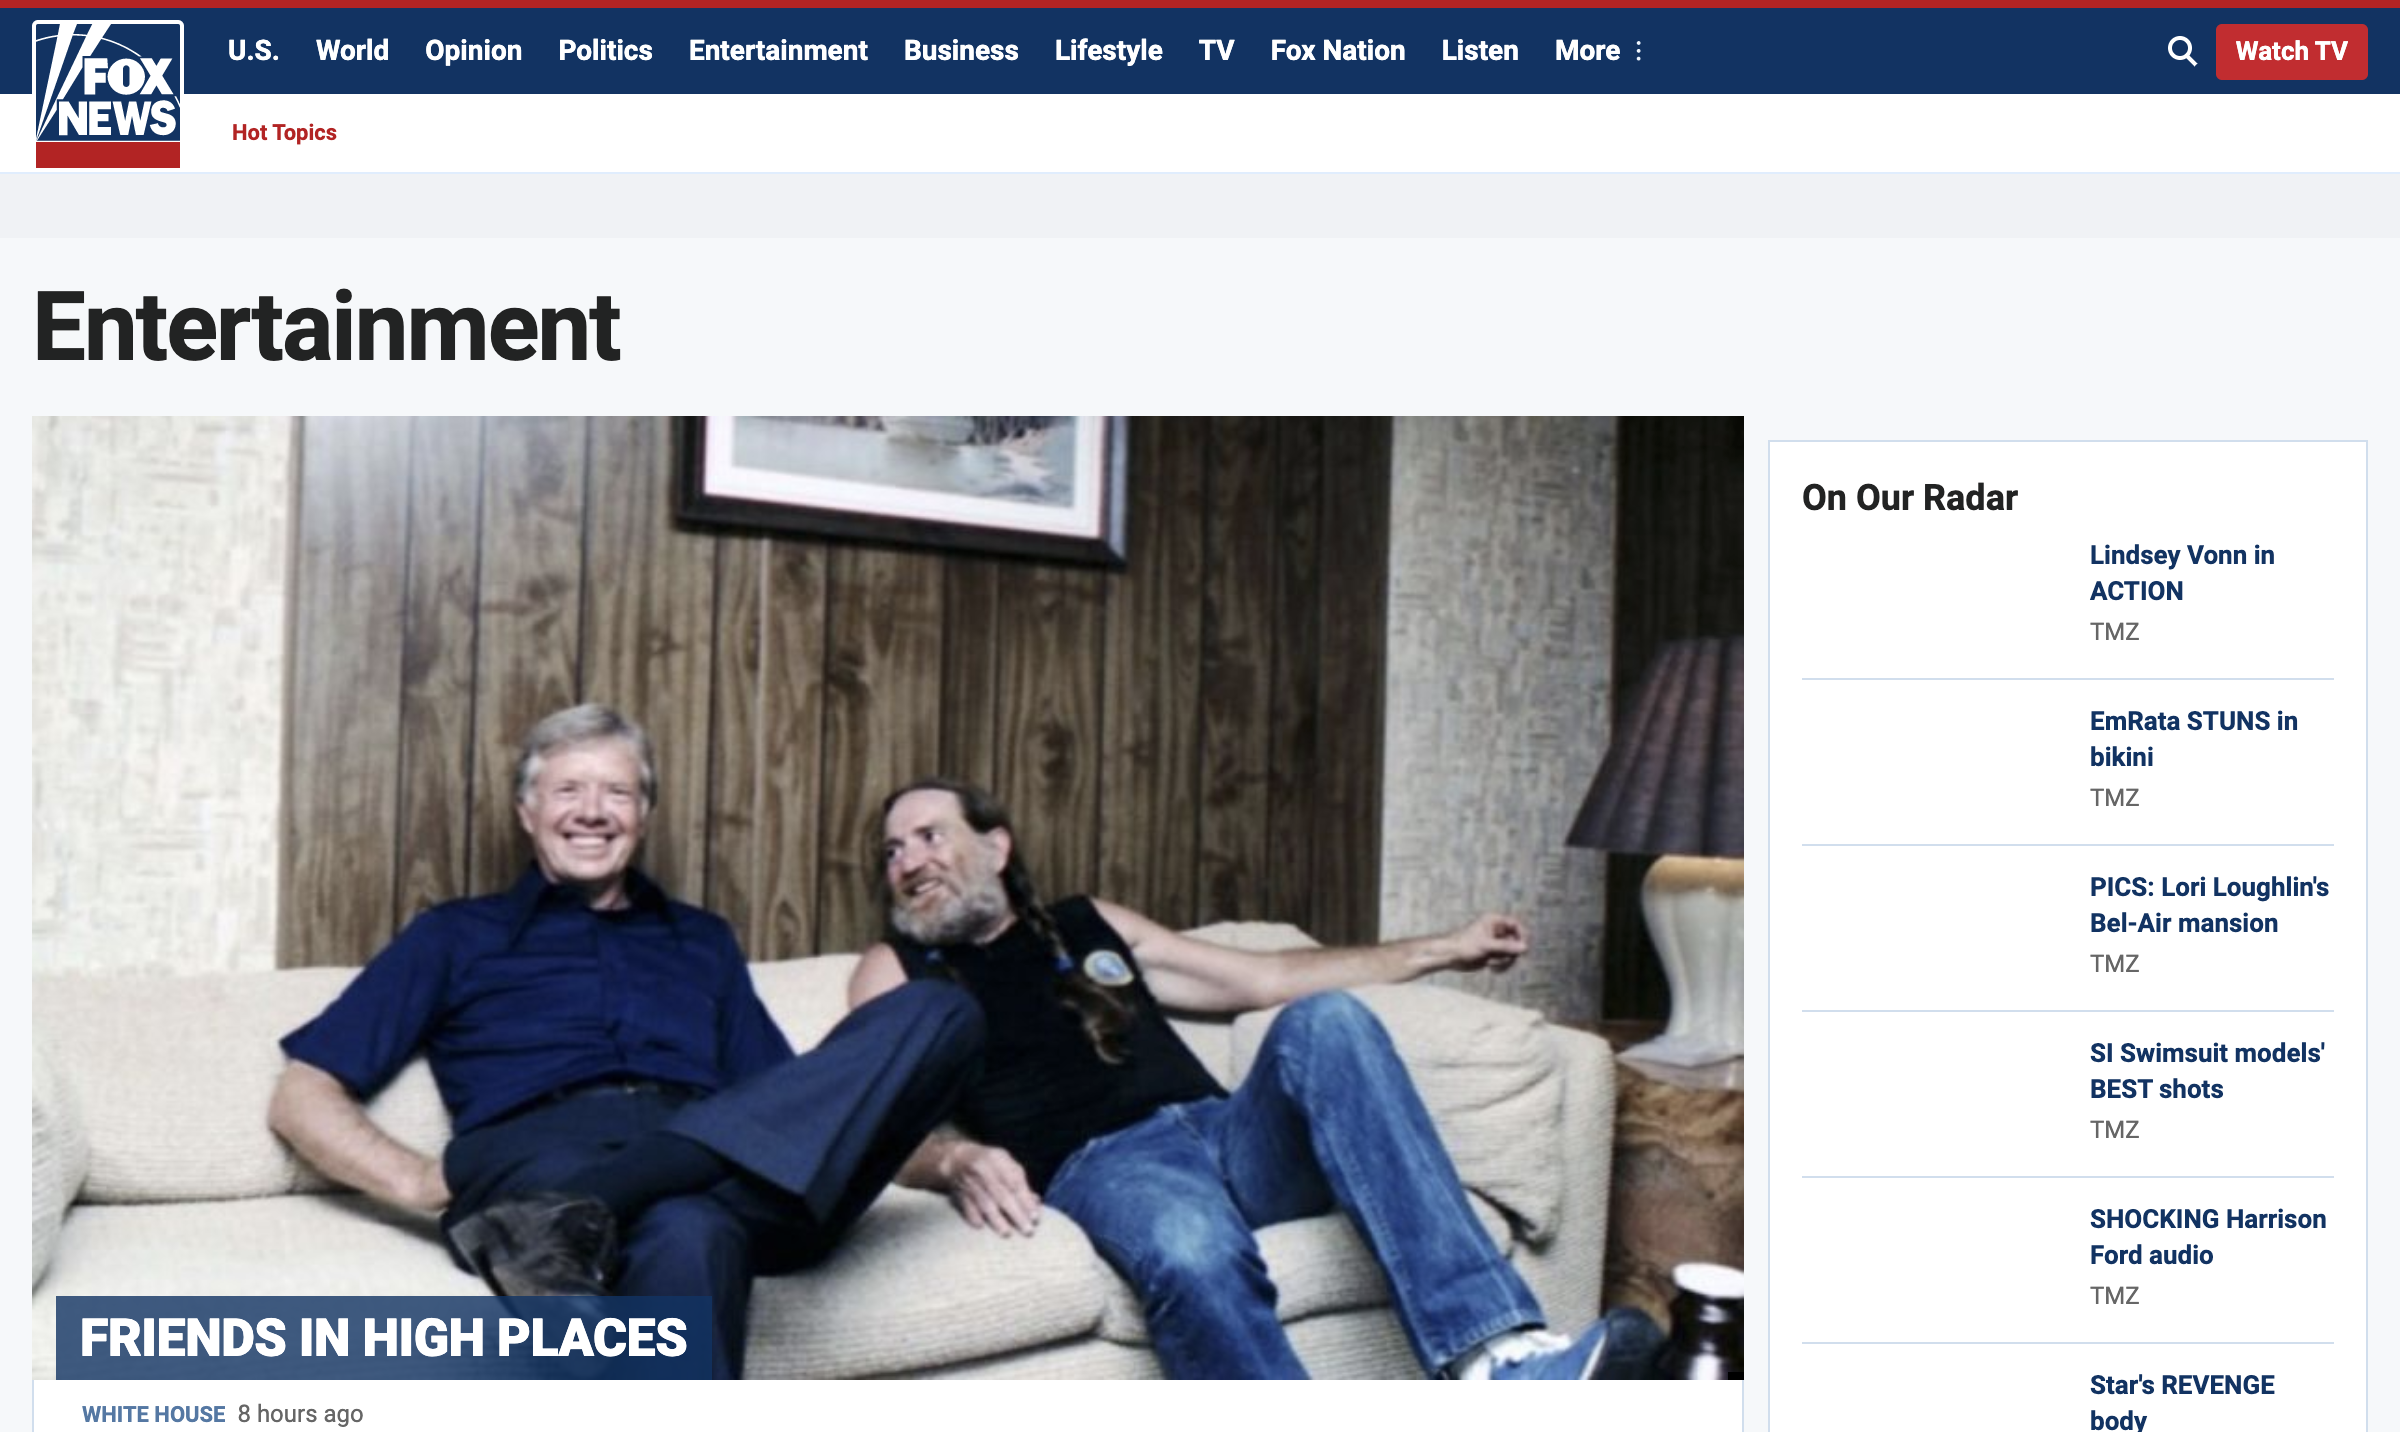 FOX
NEWS
U.S. World Opinion Politics Entertainment Business Lifestyle TV Fox Nation Listen More
Watch TV
Hot Topics
Entertainment
FRIENDS IN HIGH PLACES
WHITE HOUSE 8 hours ago
On Our Radar
Lindsey Vonn in
ACTION
TMZ
EmRata STUNS in
bikini
TMZ
PICS: Lori Loughlin's
Bel-Air mansion
TMZ
SI Swimsuit models'
BEST shots
TMZ
SHOCKING Harrison
Ford audio
TMZ
Star's REVENGE
body